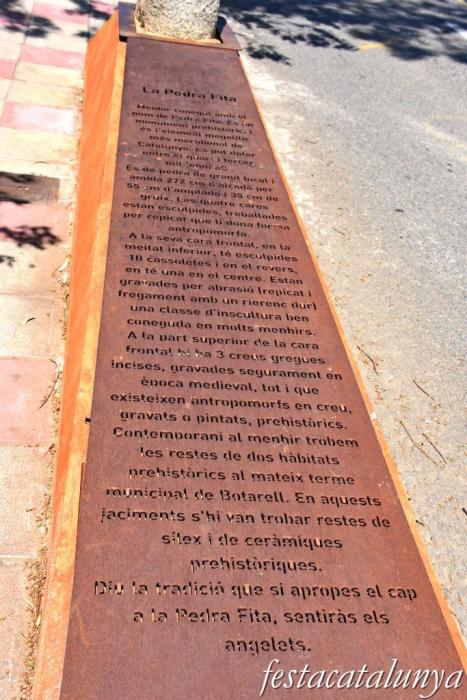 La Pedra Fita
Menhir conegut amb el
nom de Pedra Fita. És un
monument prehistòric, i
és l'element megalític
més meridional de
Catalunya. Es pot datar
entre el quart i tercer
mil·lenni aC.
És de pedra de granit local i
amida 272 cm d'alçada per
55 cm d'amplada i 35 cm de
gruix. Les quatre cares
estan esculpides, treballades
per repicat que li dona forma
antropomorfa.
A la seva cara frontal, en la
meitat inferior, té esculpides
10 cassoletes i en el revers,
en té una en el centre. Estan
gravades per abrasió (repicat i
fregament amb un rierenc dur)
una classe d'inscultura ben
coneguda en molts menhirs.
A la part superior de la cara
frontal hi ha 3 creus gregues
incises, gravades segurament en
època medieval, tot i que
existeixen antropomorfs en creu,
gravats o pintats, prehistòrics.
Contemporani al menhir trobem
les restes de dos hàbitats
prehistòrics al mateix terme
municipal de Botarell. En aquests
jaciments s'hi van trobar restes de
sílex i de ceràmiques
prehistòriques.
Diu la tradició que si apropes el cap
a la Pedra Fita, sentiràs els
angelets.
festacatalunya